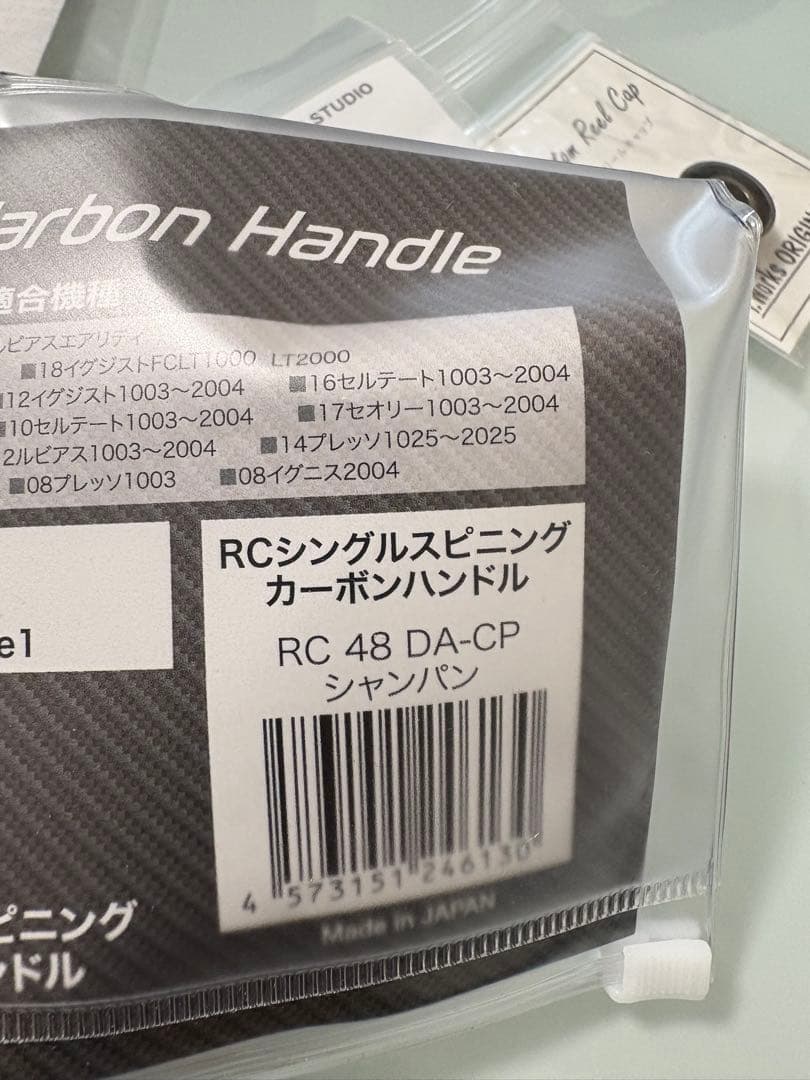 STUDIO
Reel Cap
Works ORIGIN
arbon Handle
適合機種
ルビアスエアリティ
■18イグジストFCLT1000 LT2000
■12イグジスト1003〜2004 ■16セルテート1003〜2004
■10セルテート1003〜2004 ■17セオリー1003〜2004
2ルビアス1003〜2004 ■14プレッソ1025〜2025
■08プレッソ1003 ■08イグニス2004
e1
RCシングルスピニング
カーボンハンドル
RC 48 DA-CP
シャンパン
4 573151 246130
Made in JAPAN
ピニング
ンドル